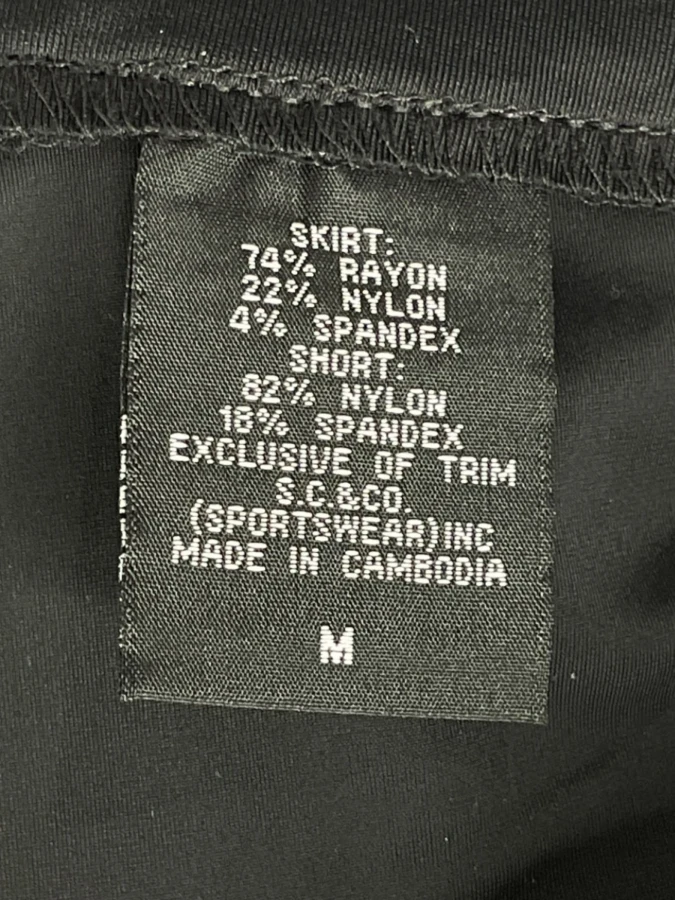 SKIRT:
74% RAYON
22% NYLON
4% SPANDEX
SHORT:
82% NYLON
18% SPANDEX
EXCLUSIVE OF TRIM
S.C.&CO.
(SPORTSWEAR)INC
MADE IN CAMBODIA
M